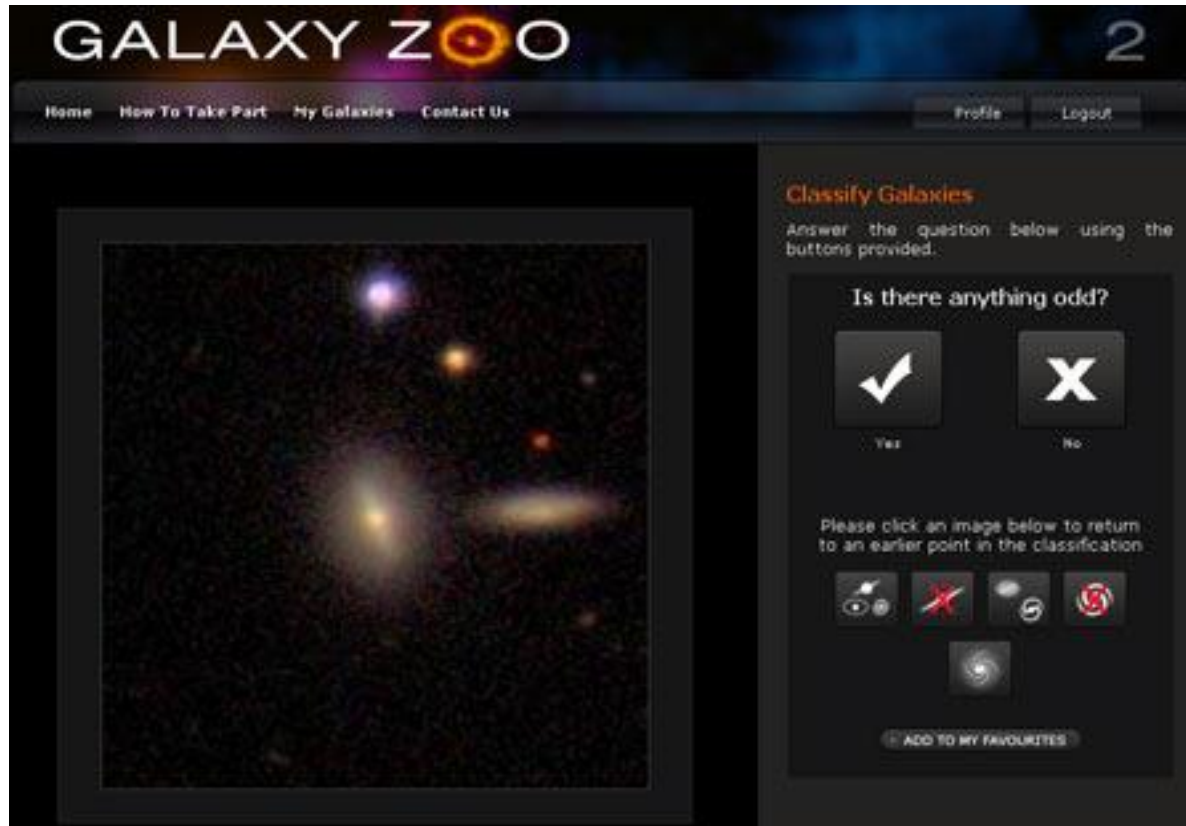 GALAXY ZOO
2
Home How To Take Part My Galaxies Contact Us
Profile Logout
Classify Galaxies
Answer the question below using the
buttons provided.
Is there anything odd?
Yes No
Please click an image below to return
to an earlier point in the classification
ADD TO MY FAVOURITES